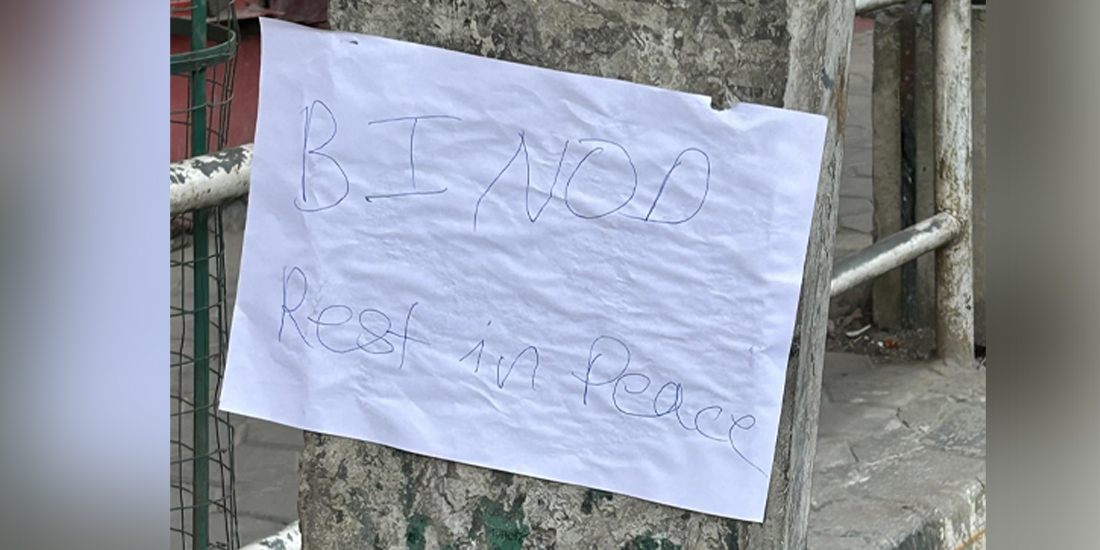 BINOD
Rest in Peace